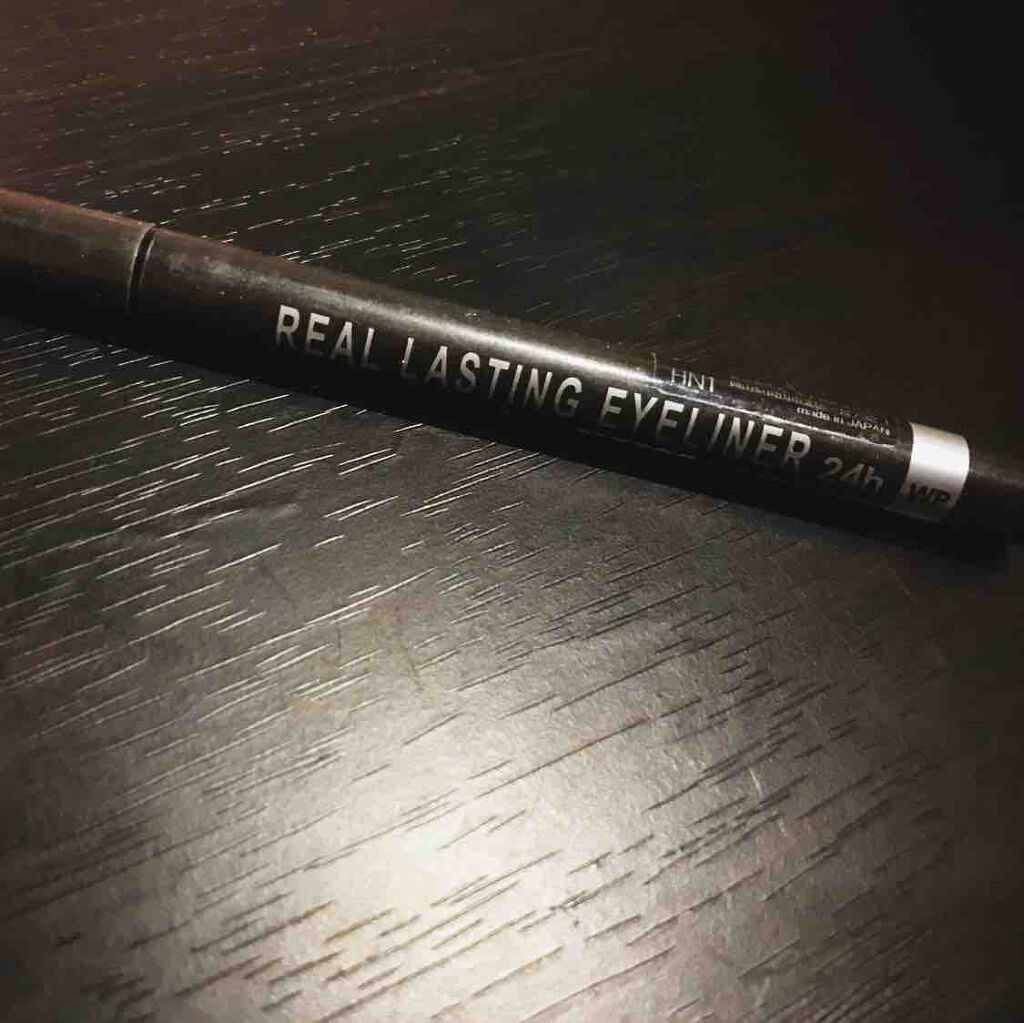 REAL LASTING EYELINER 24h WP
HN1
Made in JAPAN